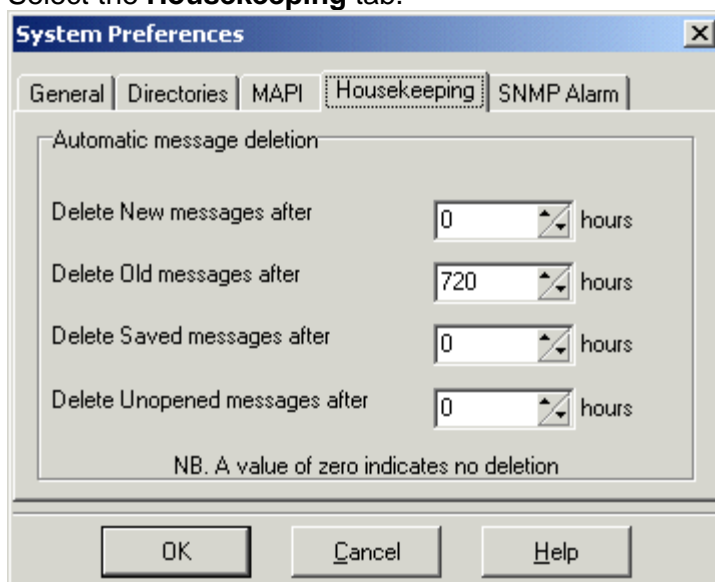 Select the Housekeeping tab.
System Preferences
General Directories MAPI Housekeeping SNMP Alarm
Automatic message deletion
Delete New messages after 0 hours
Delete Old messages after 720 hours
Delete Saved messages after 0 hours
Delete Unopened messages after 0 hours
NB. A value of zero indicates no deletion
OK Cancel Help